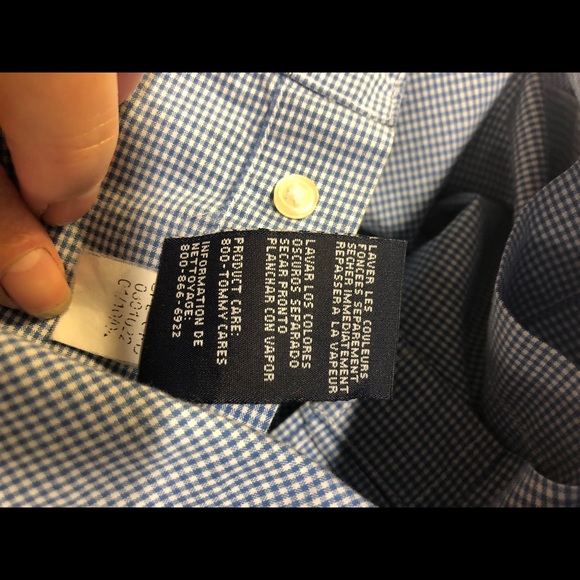 LAVER LES COULEURS
FONCÉES SEPAREMENT
SECHER IMMEDIATEMENT
REPASSER A LA VAPEUR
LAVAR LOS COLORES
OSCUROS SEPARADO
SECAR PRONTO
PLANCHAR CON VAPOR
PRODUCT CARE:
800-TOMMY CARES
INFORMATION DE
NETTOYAGE:
800-866-6922